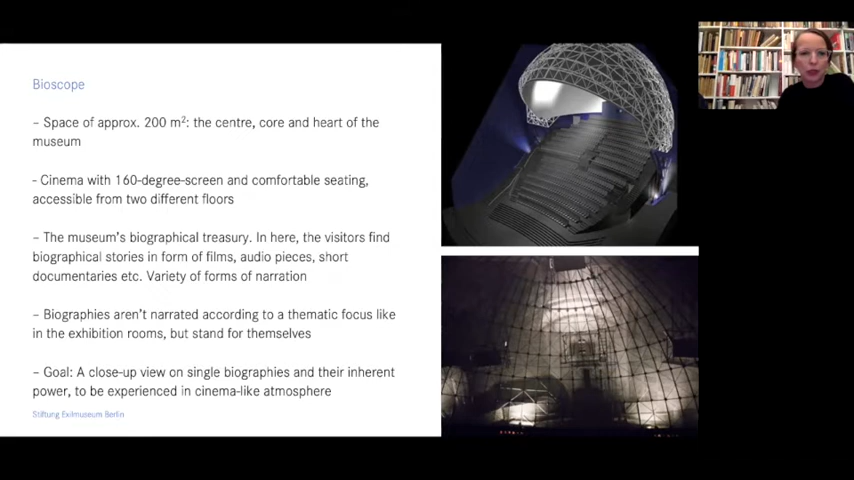 Bioscope
– Space of approx. 200 m²: the centre, core and heart of the
museum
- Cinema with 160-degree-screen and comfortable seating,
accessible from two different floors
– The museum's biographical treasury. In here, the visitors find
biographical stories in form of films, audio pieces, short
documentaries etc. Variety of forms of narration
– Biographies aren't narrated according to a thematic focus like
in the exhibition rooms, but stand for themselves
– Goal: A close-up view on single biographies and their inherent
power, to be experienced in cinema-like atmosphere
Stiftung Exilmuseum Berlin